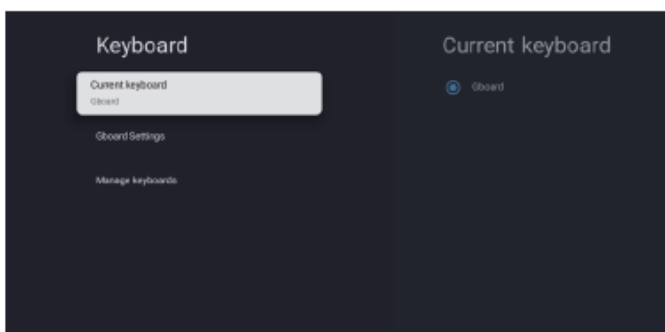 Keyboard
Current keyboard
Gboard
Gboard Settings
Manage keyboards
Current keyboard
Gboard